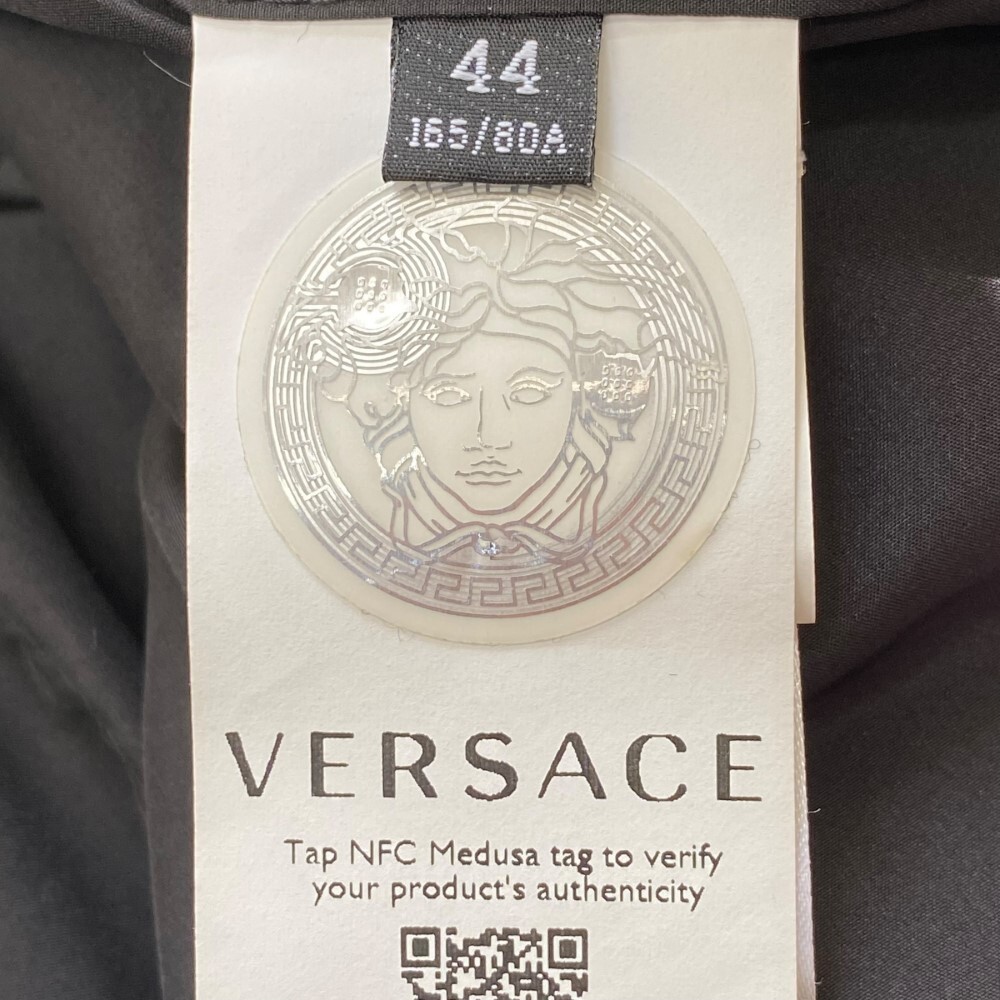 44
165/80A
VERSACE
Tap NFC Medusa tag to verify
your product's authenticity